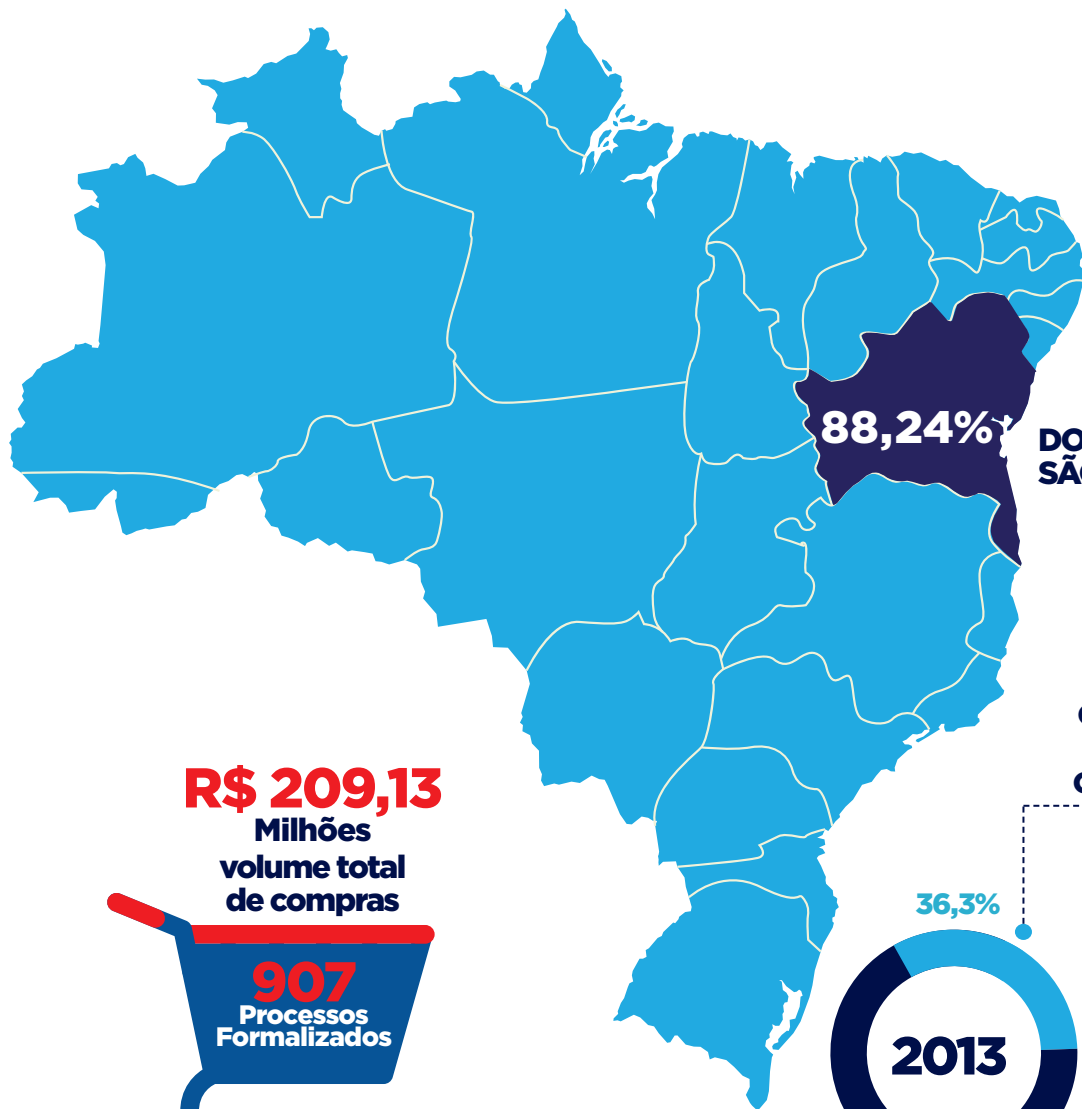 88,24%
R$ 209,13
Milhões
volume total
de compras
907
Processos
Formalizados
36,3%
2013